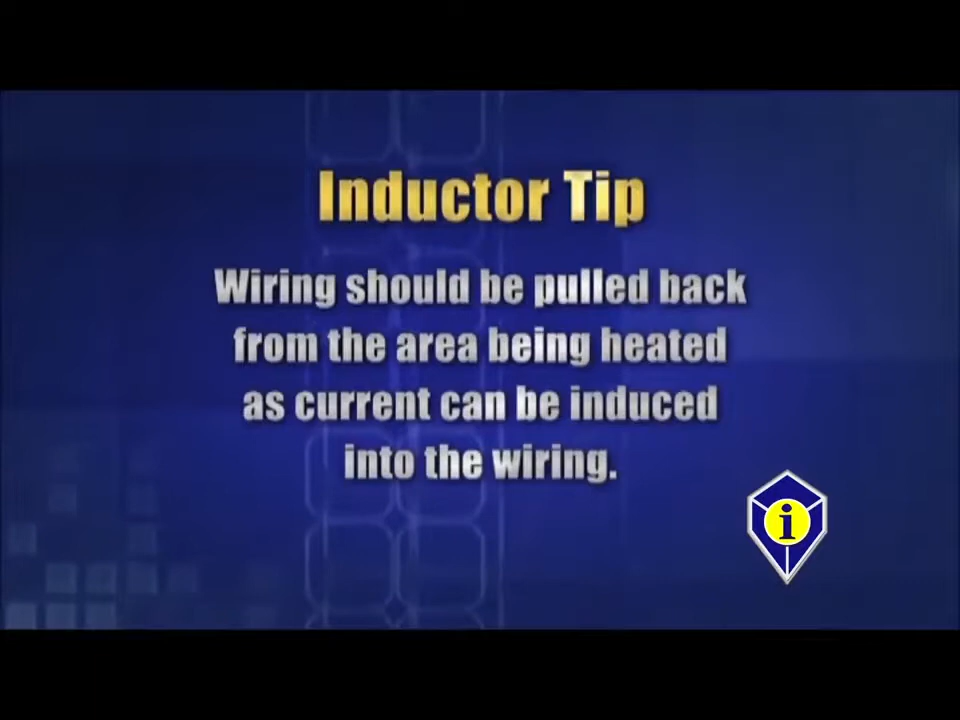 Inductor Tip
Wiring should be pulled back
from the area being heated
as current can be induced
into the wiring.
i